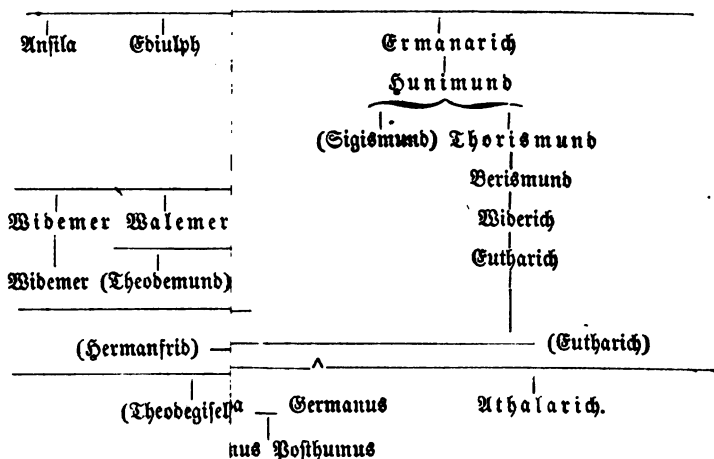 Ansila Ediulph Ermanarich
Hunimund
(Sigismund) Thorismund
Berismund
Widemer Walemer Widerich
Eutharich
Widemer (Theodemund)
(Hermanfrid) (Eutharich)
(Theodegisel a Germanus Athalarich.
nus Posthumus